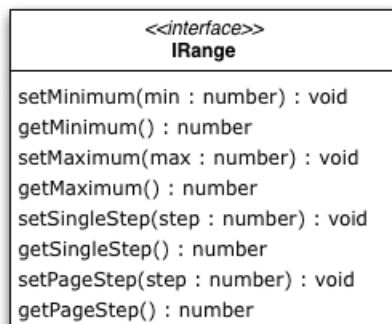 <<interface>>
IRange
setMinimum(min : number) : void
getMinimum() : number
setMaximum(max : number) : void
getMaximum() : number
setSingleStep(step : number) : void
getSingleStep() : number
setPageStep(step : number) : void
getPageStep() : number